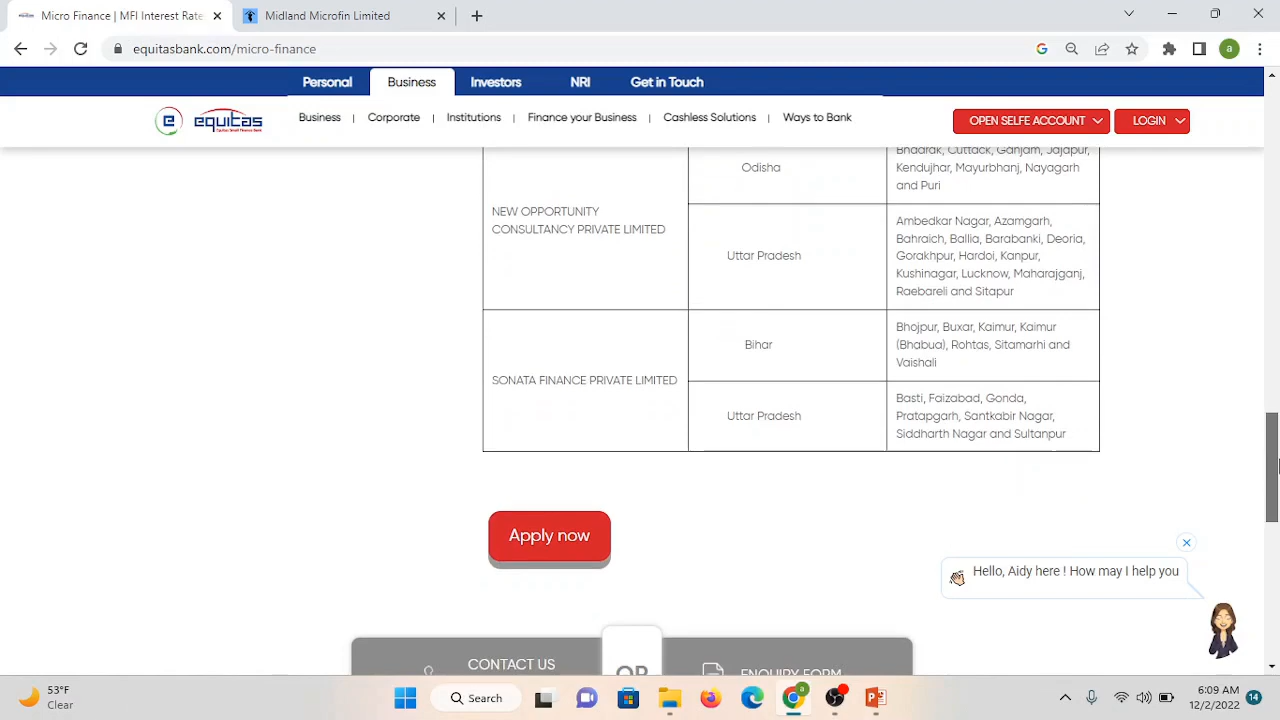 Micro Finance | MFI Interest Rate
Midland Microfin Limited
equitasbank.com/micro-finance
a
Personal
Business
Investors
NRI
Get in Touch
e equitas
Equitas Small Finance Bank
Business | Corporate | Institutions | Finance your Business | Cashless Solutions | Ways to Bank
OPEN SELFE ACCOUNT
LOGIN
NEW OPPORTUNITY
CONSULTANCY PRIVATE LIMITED
Odisha
Bhadrak, Cuttack, Ganjam, Jajapur,
Kendujhar, Mayurbhanj, Nayagarh
and Puri
Uttar Pradesh
Ambedkar Nagar, Azamgarh,
Bahraich, Ballia, Barabanki, Deoria,
Gorakhpur, Hardoi, Kanpur,
Kushinagar, Lucknow, Maharajganj,
Raebareli and Sitapur
SONATA FINANCE PRIVATE LIMITED
Bihar
Bhojpur, Buxar, Kaimur, Kaimur
(Bhabua), Rohtas, Sitamarhi and
Vaishali
Uttar Pradesh
Basti, Faizabad, Gonda,
Pratapgarh, Santkabir Nagar,
Siddharth Nagar and Sultanpur
Apply now
Hello, Aidy here ! How may I help you
CONTACT US
OR
ENQUIRY FORM
53°F
Clear
Search
a
6:09 AM
12/2/2022
14